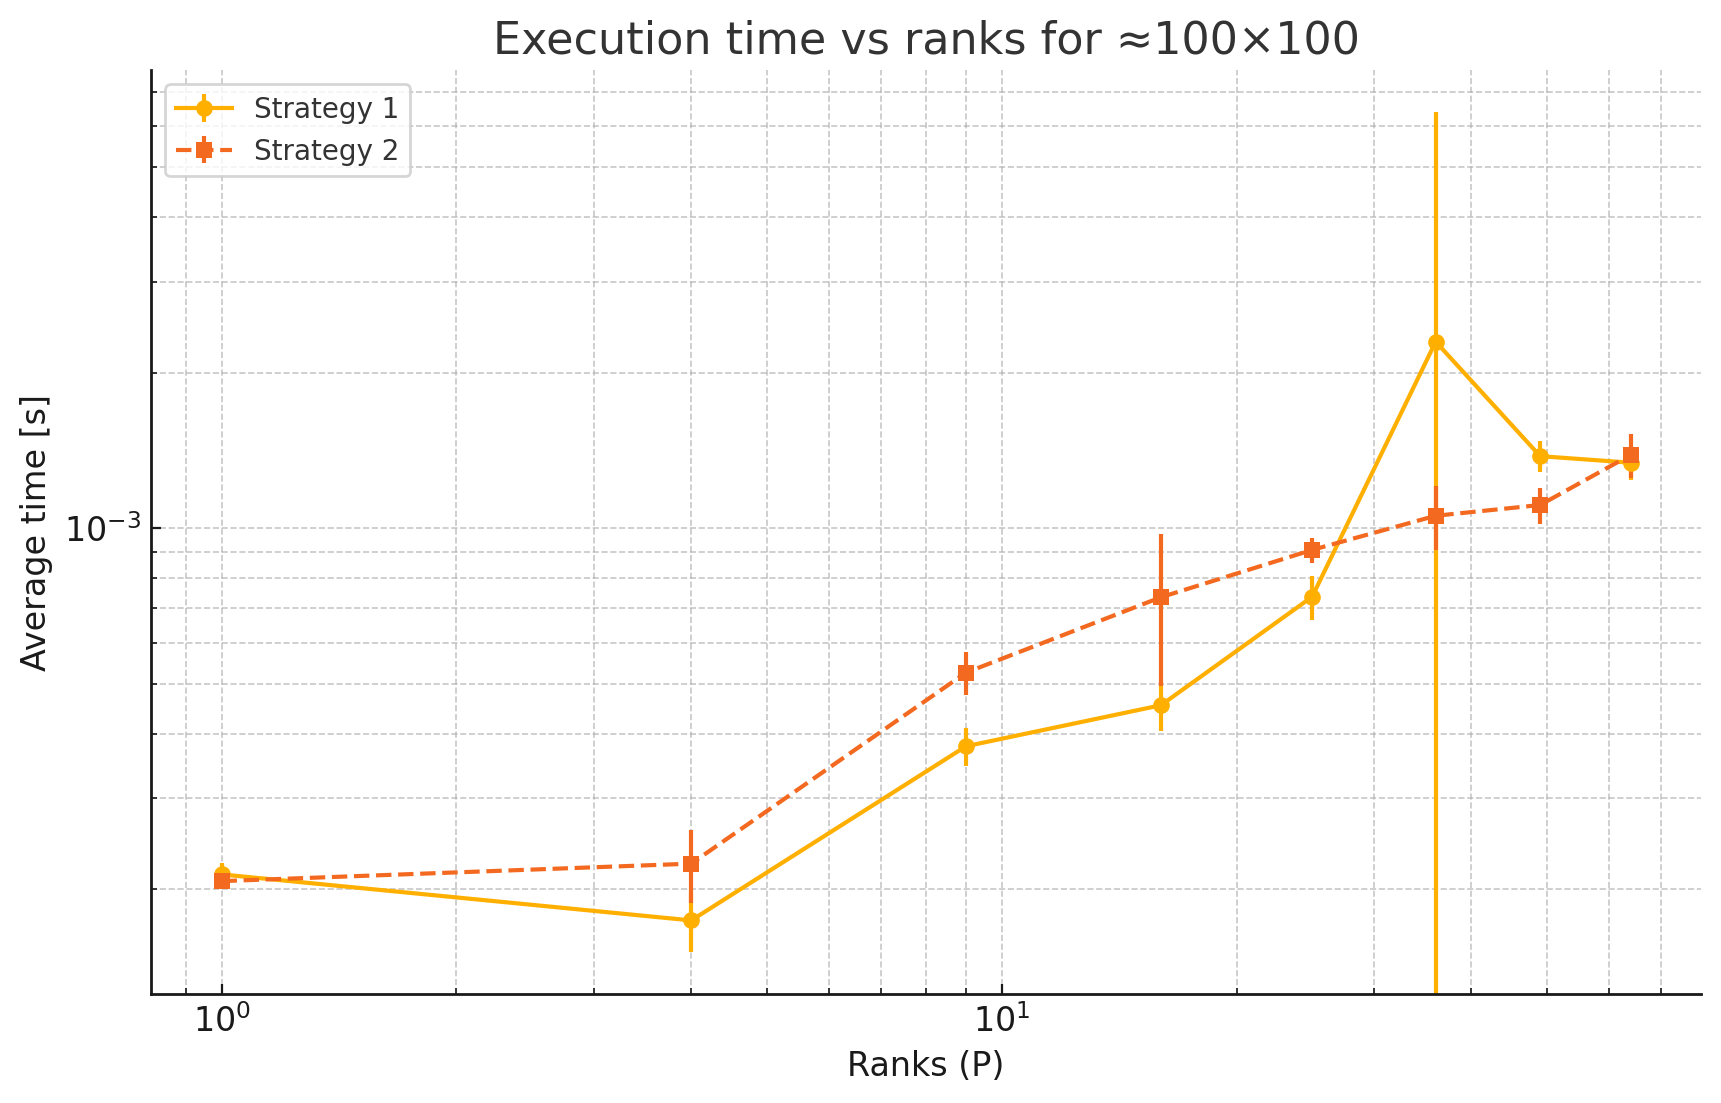 Execution time vs ranks for ≈100×100
Strategy 1
Strategy 2
Average time [s]
10⁻³
10⁰
10¹
Ranks (P)